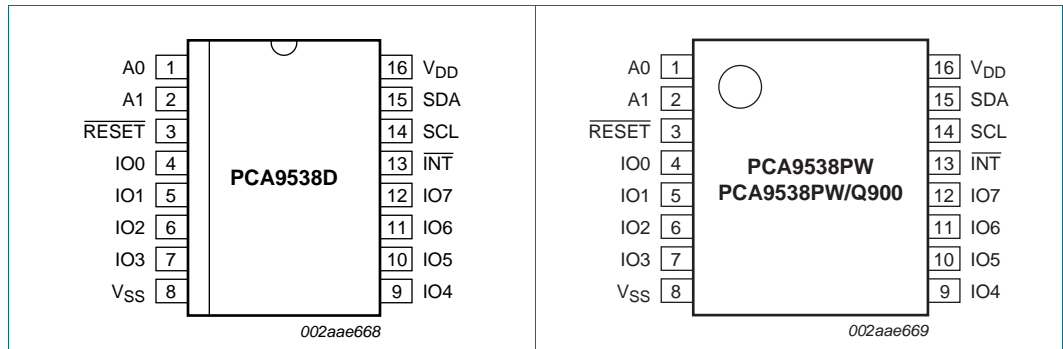 A0 1
A1 2
RESET 3
IO0 4
IO1 5
IO2 6
IO3 7
VSS 8
PCA9538D
16 VDD
15 SDA
14 SCL
13 INT
12 IO7
11 IO6
10 IO5
9 IO4
002aae668
A0 1
A1 2
RESET 3
IO0 4
IO1 5
IO2 6
IO3 7
VSS 8
PCA9538PW
PCA9538PW/Q900
16 VDD
15 SDA
14 SCL
13 INT
12 IO7
11 IO6
10 IO5
9 IO4
002aae669